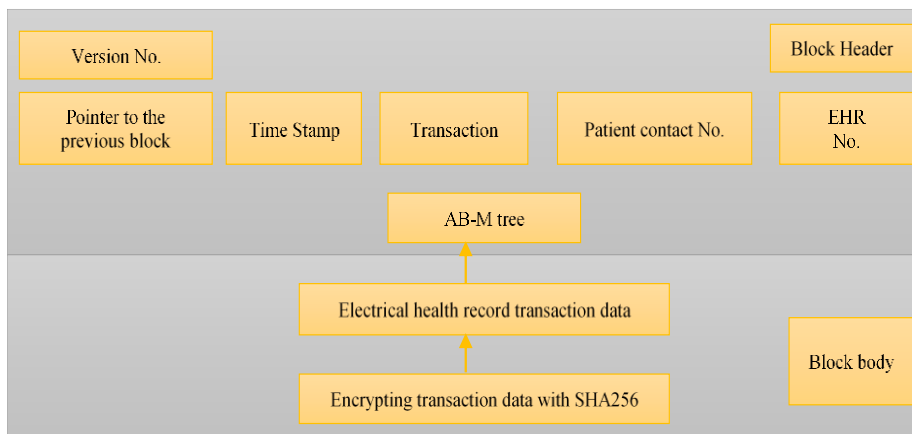 Version No.
Block Header
Pointer to the
previous block
Time Stamp
Transaction
Patient contact No.
EHR
No.
AB-M tree
Electrical health record transaction data
Block body
Encrypting transaction data with SHA256